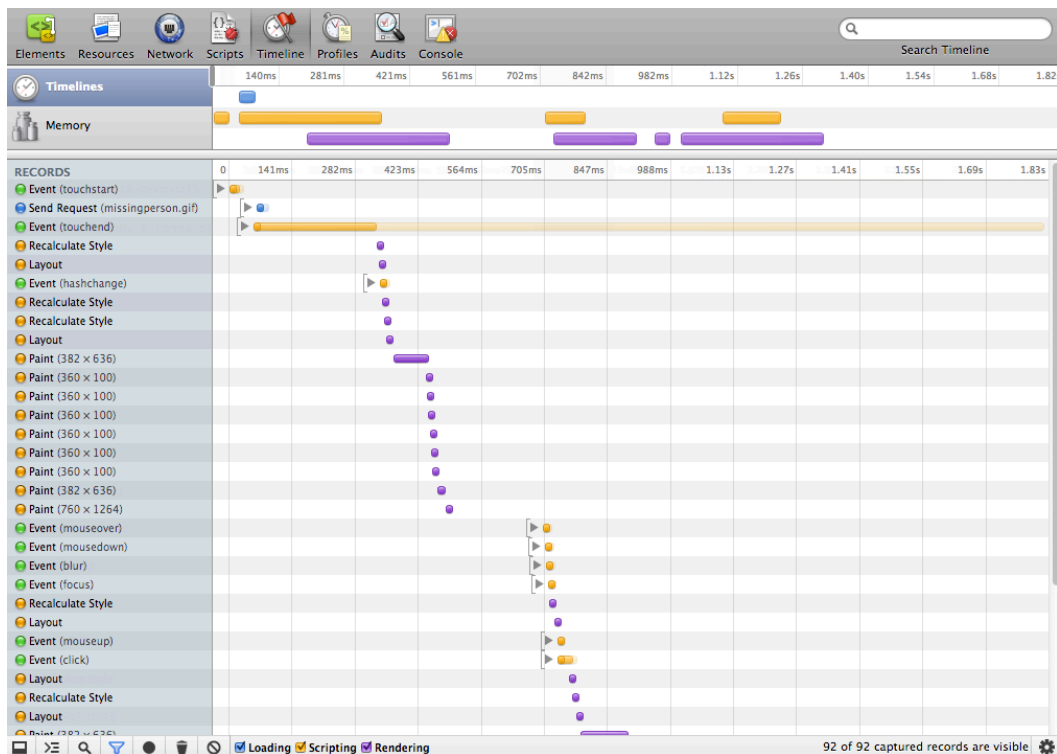 Elements Resources Network Scripts Timeline Profiles Audits Console
Search Timeline
Timelines
140ms 281ms 421ms 561ms 702ms 842ms 982ms 1.12s 1.26s 1.40s 1.54s 1.68s 1.82
Memory
RECORDS 0 141ms 282ms 423ms 564ms 705ms 847ms 988ms 1.13s 1.27s 1.41s 1.55s 1.69s 1.83s
Event (touchstart)
Send Request (missingperson.gif)
Event (touchend)
Recalculate Style
Layout
Event (hashchange)
Recalculate Style
Recalculate Style
Layout
Paint (382 × 636)
Paint (360 × 100)
Paint (360 × 100)
Paint (360 × 100)
Paint (360 × 100)
Paint (360 × 100)
Paint (360 × 100)
Paint (382 × 636)
Paint (760 × 1264)
Event (mouseover)
Event (mousedown)
Event (blur)
Event (focus)
Recalculate Style
Layout
Event (mouseup)
Event (click)
Layout
Recalculate Style
Layout
Paint (382 × 636)
Loading Scripting Rendering
92 of 92 captured records are visible